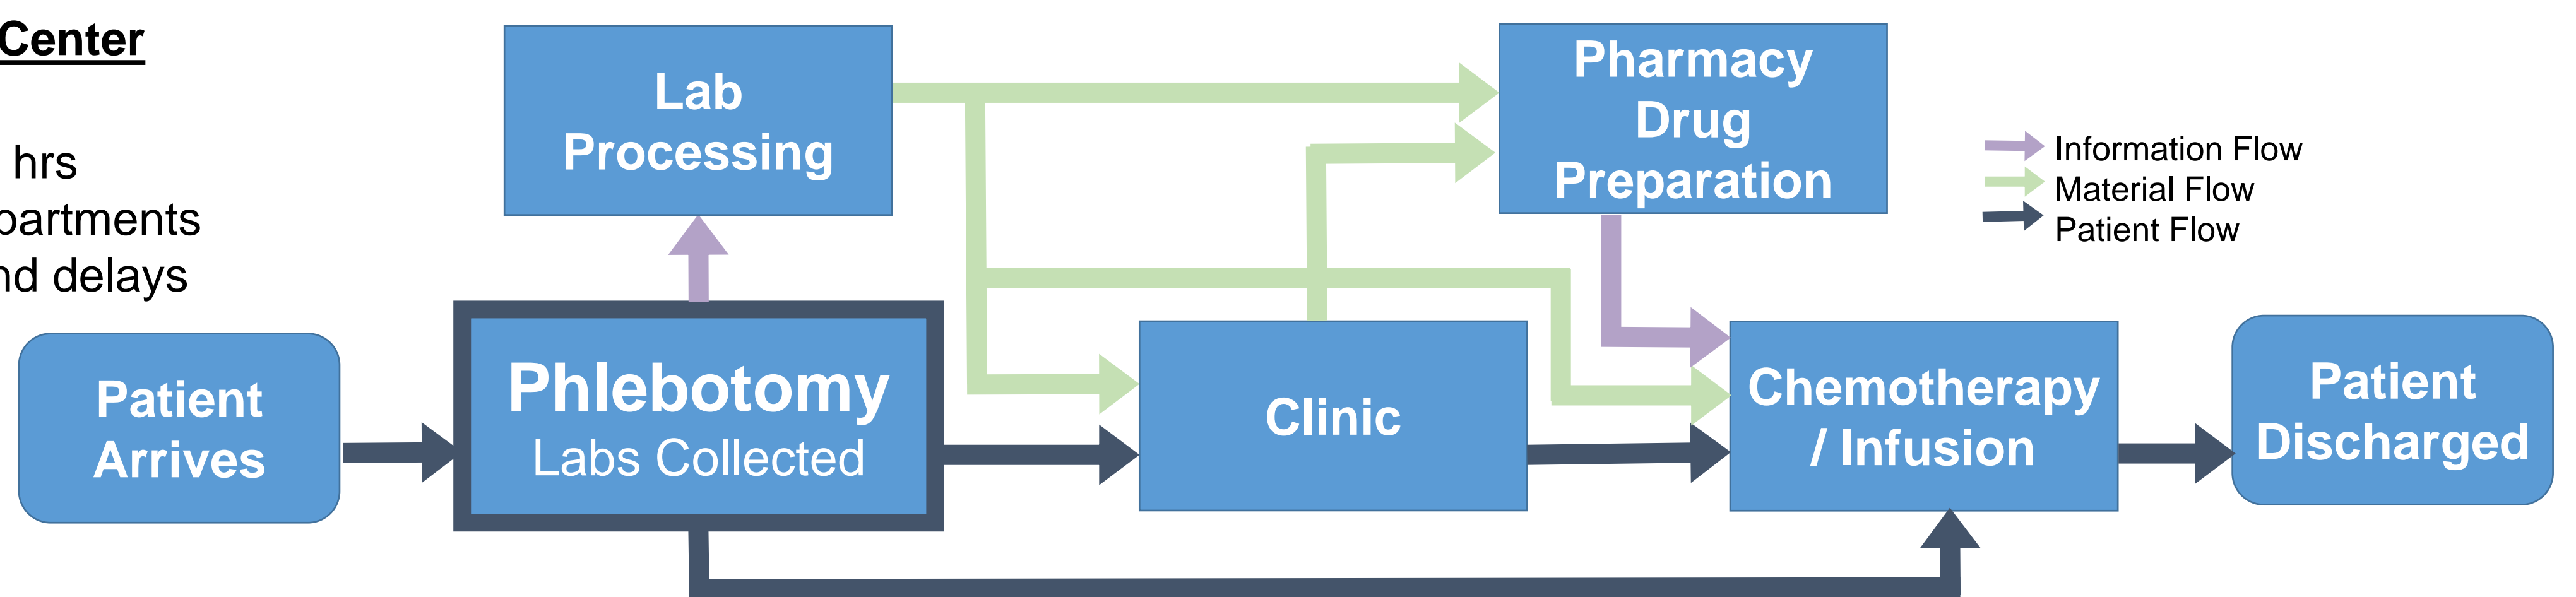 Center
hrs
partments
nd delays
Lab
Processing
Pharmacy
Drug
Preparation
Information Flow
Material Flow
Patient Flow
Patient
Arrives
Phlebotomy
Labs Collected
Clinic
Chemotherapy
/ Infusion
Patient
Discharged